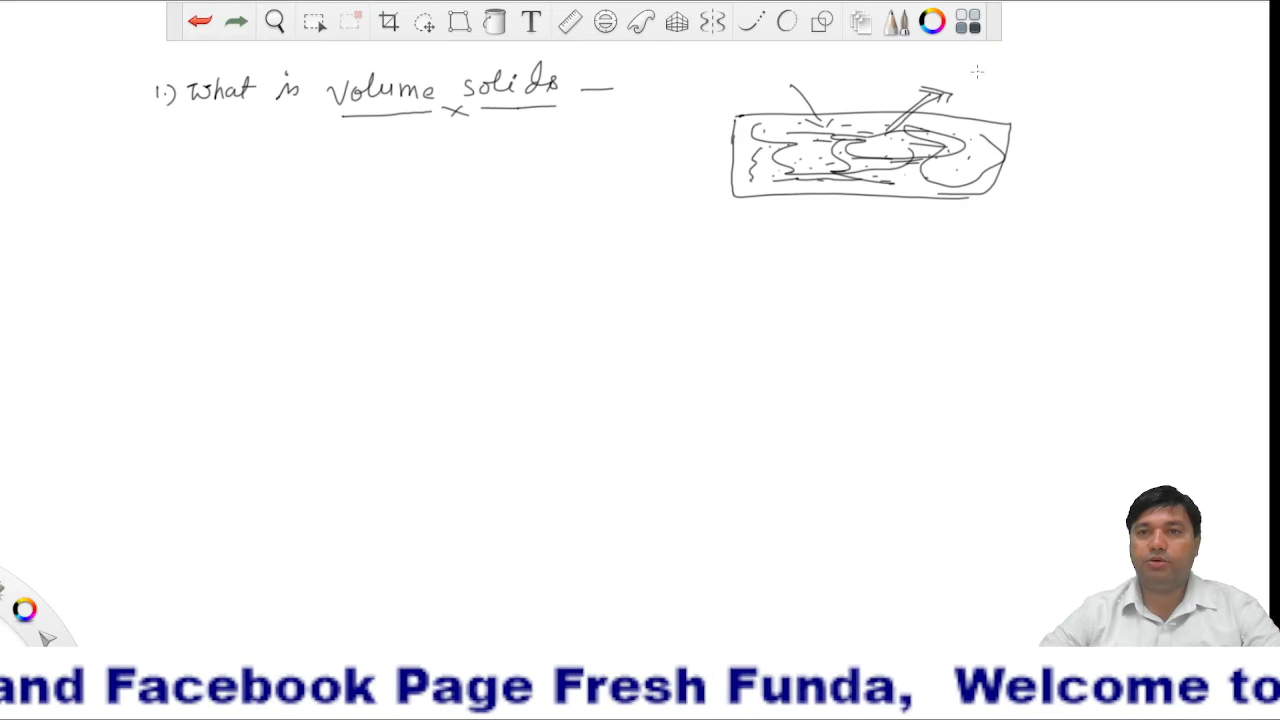 1.) What is volume solids —
and Facebook Page Fresh Funda, Welcome to